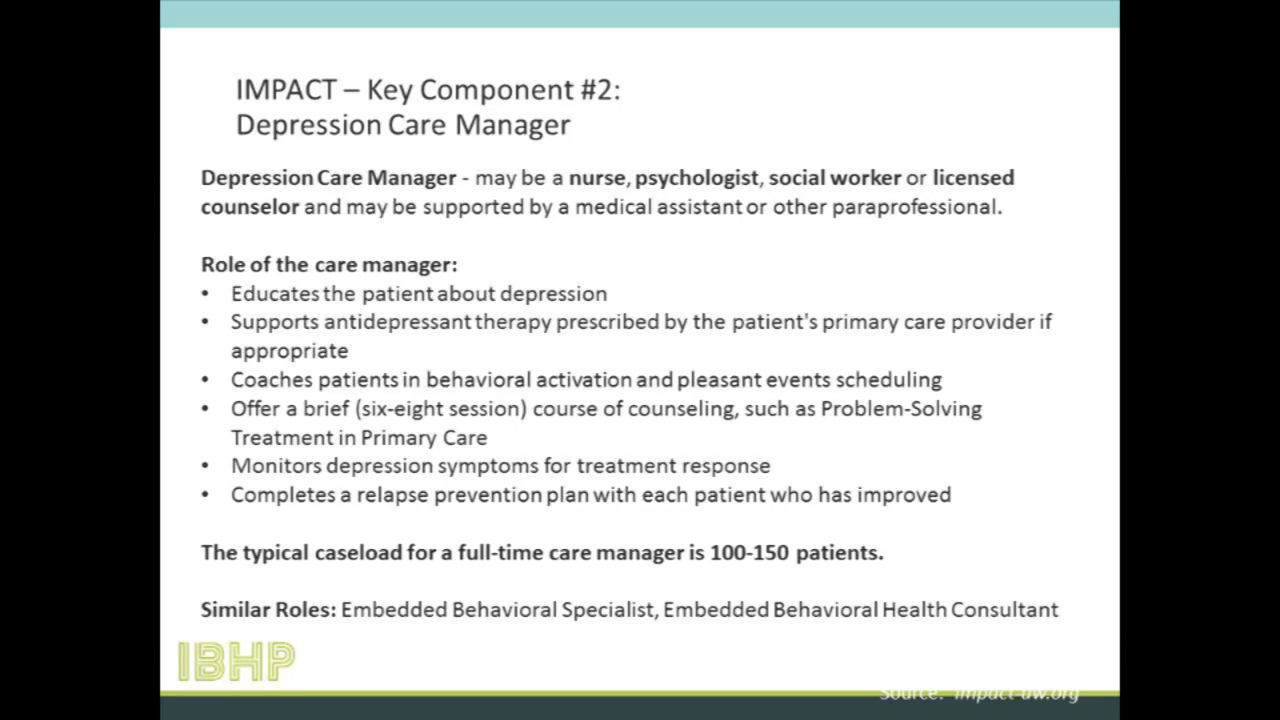 IMPACT – Key Component #2:
Depression Care Manager
Depression Care Manager - may be a nurse, psychologist, social worker or licensed
counselor and may be supported by a medical assistant or other paraprofessional.
Role of the care manager:
• Educates the patient about depression
• Supports antidepressant therapy prescribed by the patient's primary care provider if
appropriate
• Coaches patients in behavioral activation and pleasant events scheduling
• Offer a brief (six-eight session) course of counseling, such as Problem-Solving
Treatment in Primary Care
• Monitors depression symptoms for treatment response
• Completes a relapse prevention plan with each patient who has improved
The typical caseload for a full-time care manager is 100-150 patients.
Similar Roles: Embedded Behavioral Specialist, Embedded Behavioral Health Consultant
IBHP
Source: impact-uw.org